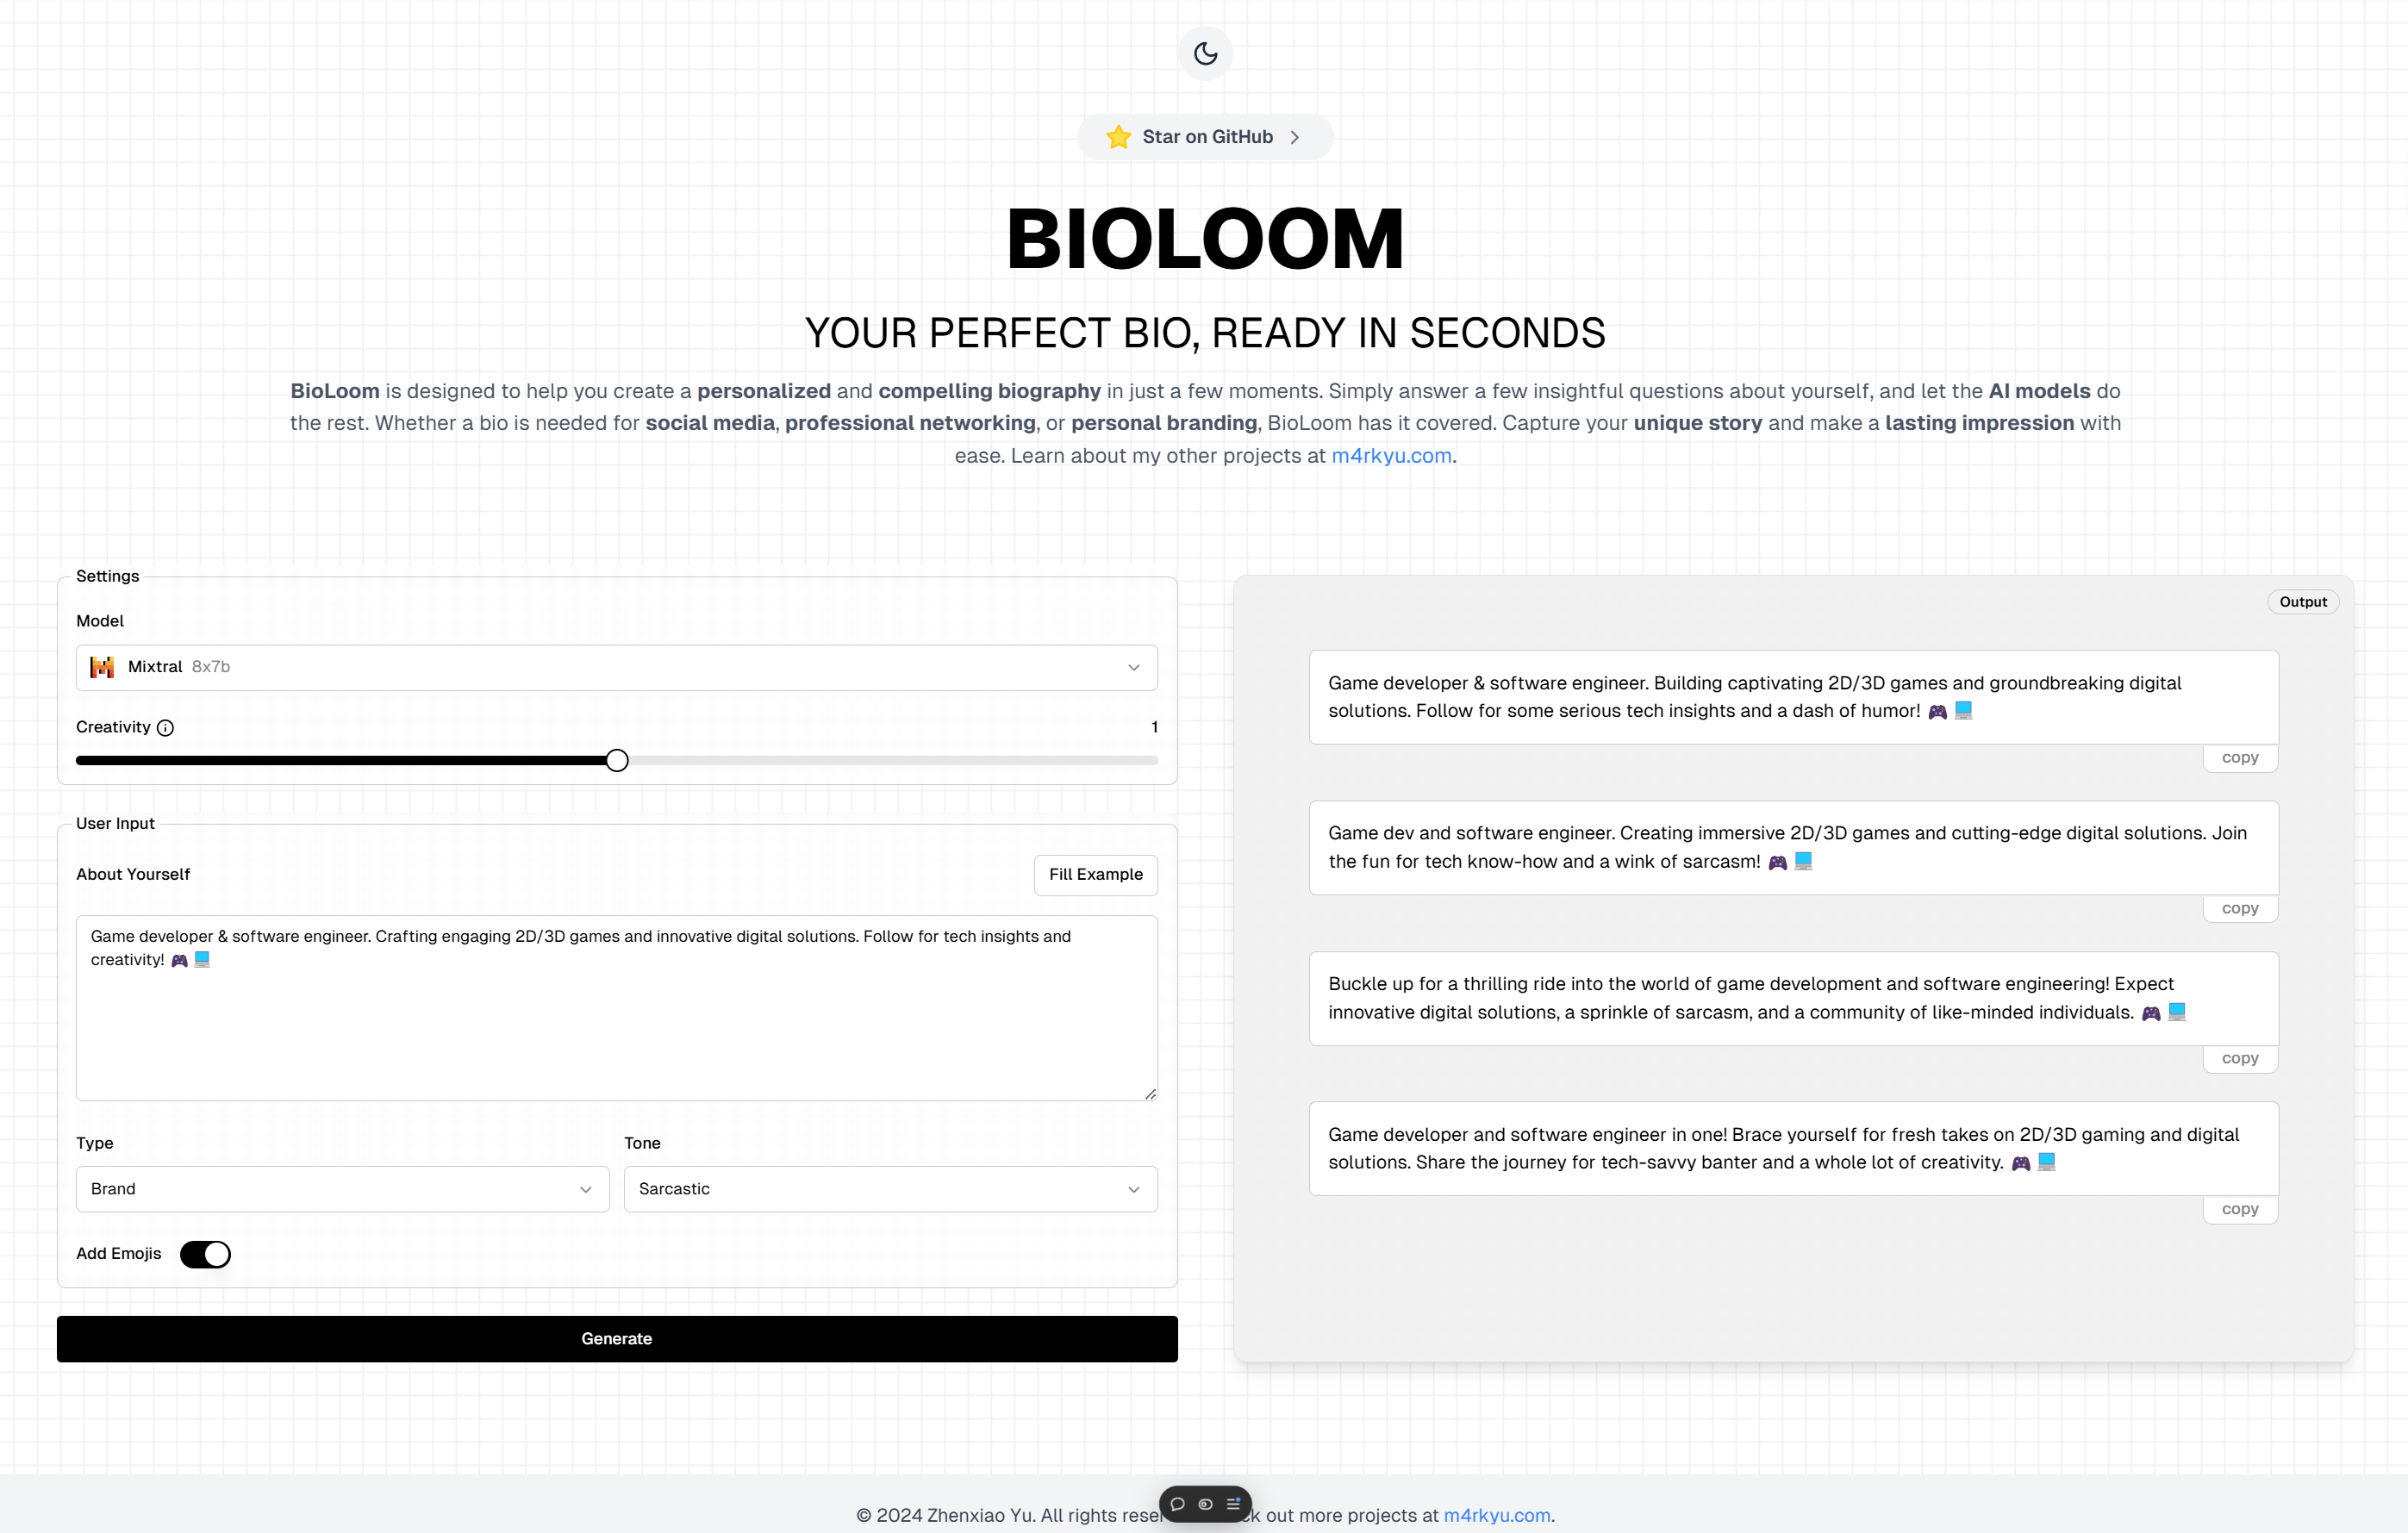 Star on GitHub
BIOLOOM
YOUR PERFECT BIO, READY IN SECONDS
BioLoom is designed to help you create a personalized and compelling biography in just a few moments. Simply answer a few insightful questions about yourself, and let the AI models do
the rest. Whether a bio is needed for social media, professional networking, or personal branding, BioLoom has it covered. Capture your unique story and make a lasting impression with
ease. Learn about my other projects at m4rkyu.com.
Settings
Model
Mixtral 8x7b
Creativity 1
User Input
About Yourself
Fill Example
Game developer & software engineer. Crafting engaging 2D/3D games and innovative digital solutions. Follow for tech insights and
creativity! 🎮 💻
Type
Tone
Brand
Sarcastic
Add Emojis
Generate
Output
Game developer & software engineer. Building captivating 2D/3D games and groundbreaking digital
solutions. Follow for some serious tech insights and a dash of humor! 🎮 💻
copy
Game dev and software engineer. Creating immersive 2D/3D games and cutting-edge digital solutions. Join
the fun for tech know-how and a wink of sarcasm! 🎮 💻
copy
Buckle up for a thrilling ride into the world of game development and software engineering! Expect
innovative digital solutions, a sprinkle of sarcasm, and a community of like-minded individuals. 🎮 💻
copy
Game developer and software engineer in one! Brace yourself for fresh takes on 2D/3D gaming and digital
solutions. Share the journey for tech-savvy banter and a whole lot of creativity. 🎮 💻
copy
© 2024 Zhenxiao Yu. All rights out more projects at m4rkyu.com.